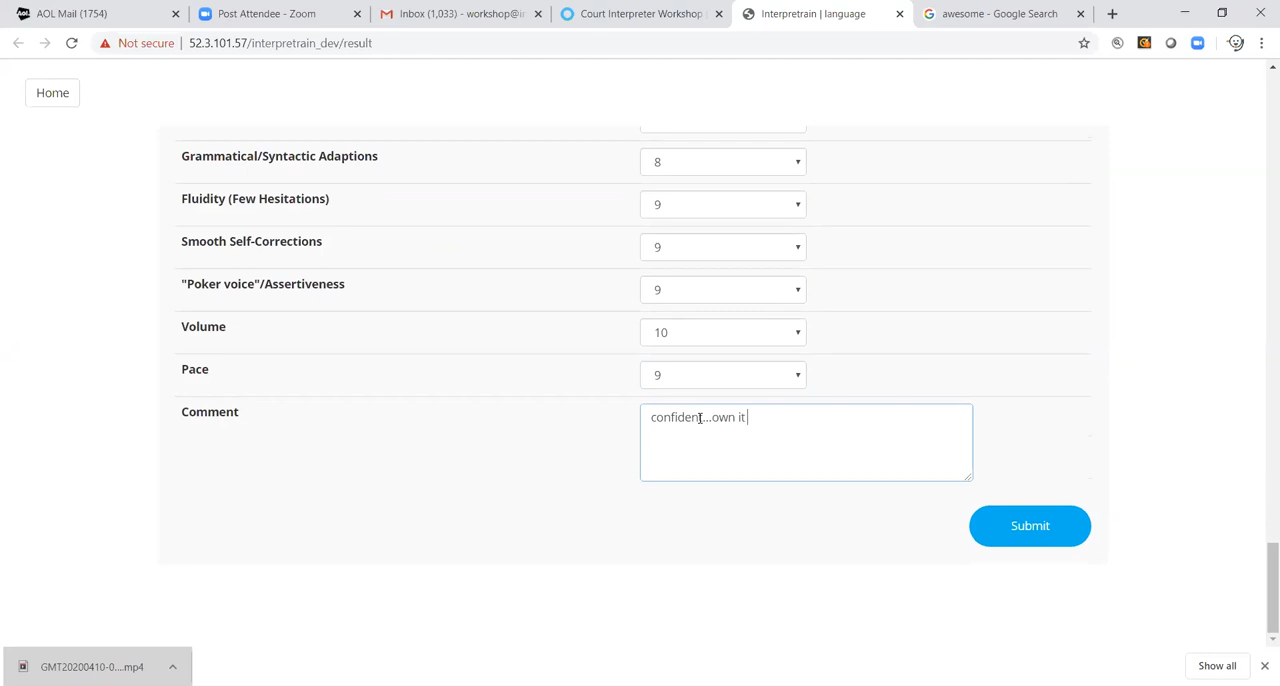 AOL Mail (1754)
Post Attendee - Zoom
Inbox (1,033) - workshop@in
Court Interpreter Workshop
Interpretrain | language
awesome - Google Search
Not secure | 52.3.101.57/interpretrain_dev/result
Home
Grammatical/Syntactic Adaptions 8
Fluidity (Few Hesitations) 9
Smooth Self-Corrections 9
"Poker voice"/Assertiveness 9
Volume 10
Pace 9
Comment confident...own it
Submit
GMT20200410-0....mp4
Show all